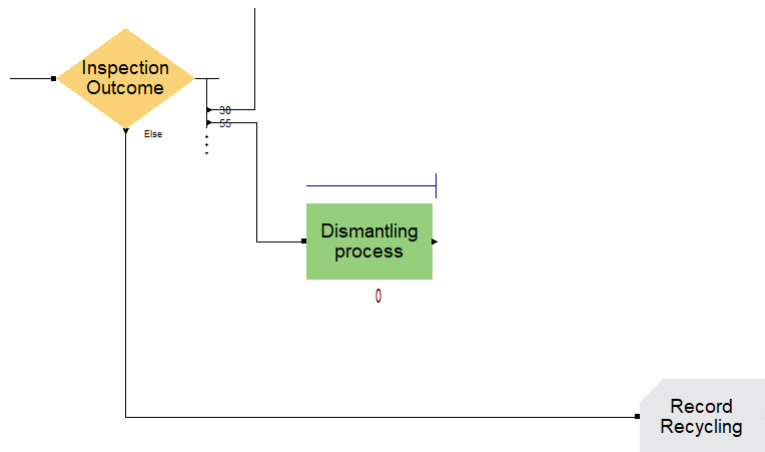 Inspection
Outcome
30
55
Else
Dismantling
process
0
Record
Recycling